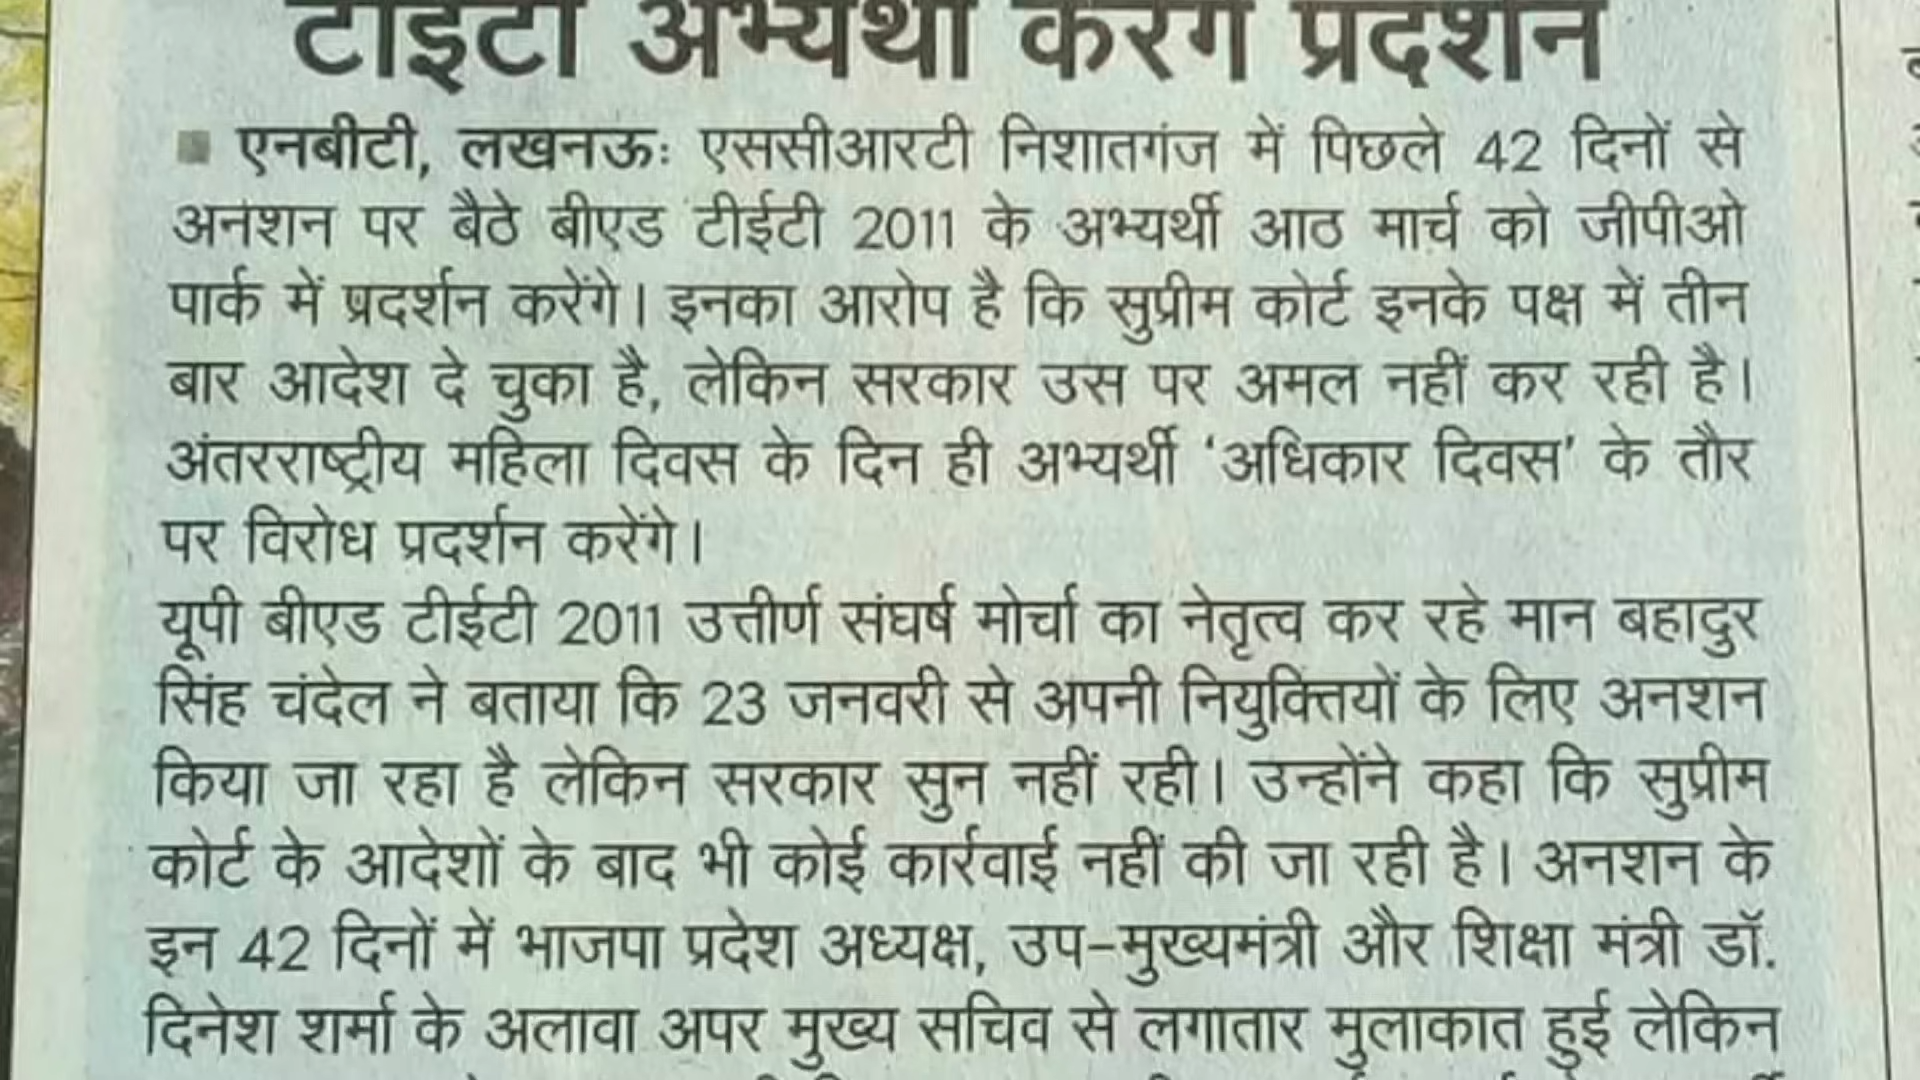 टीईटी अभ्यर्थी करेंगे प्रदर्शन
■ एनबीटी, लखनऊः एससीआरटी निशातगंज में पिछले 42 दिनों से
अनशन पर बैठे बीएड टीईटी 2011 के अभ्यर्थी आठ मार्च को जीपीओ
पार्क में प्रदर्शन करेंगे। इनका आरोप है कि सुप्रीम कोर्ट इनके पक्ष में तीन
बार आदेश दे चुका है, लेकिन सरकार उस पर अमल नहीं कर रही है।
अंतरराष्ट्रीय महिला दिवस के दिन ही अभ्यर्थी ‘अधिकार दिवस’ के तौर
पर विरोध प्रदर्शन करेंगे।
यूपी बीएड टीईटी 2011 उत्तीर्ण संघर्ष मोर्चा का नेतृत्व कर रहे मान बहादुर
सिंह चंदेल ने बताया कि 23 जनवरी से अपनी नियुक्तियों के लिए अनशन
किया जा रहा है लेकिन सरकार सुन नहीं रही। उन्होंने कहा कि सुप्रीम
कोर्ट के आदेशों के बाद भी कोई कार्रवाई नहीं की जा रही है। अनशन के
इन 42 दिनों में भाजपा प्रदेश अध्यक्ष, उप-मुख्यमंत्री और शिक्षा मंत्री डॉ.
दिनेश शर्मा के अलावा अपर मुख्य सचिव से लगातार मुलाकात हुई लेकिन